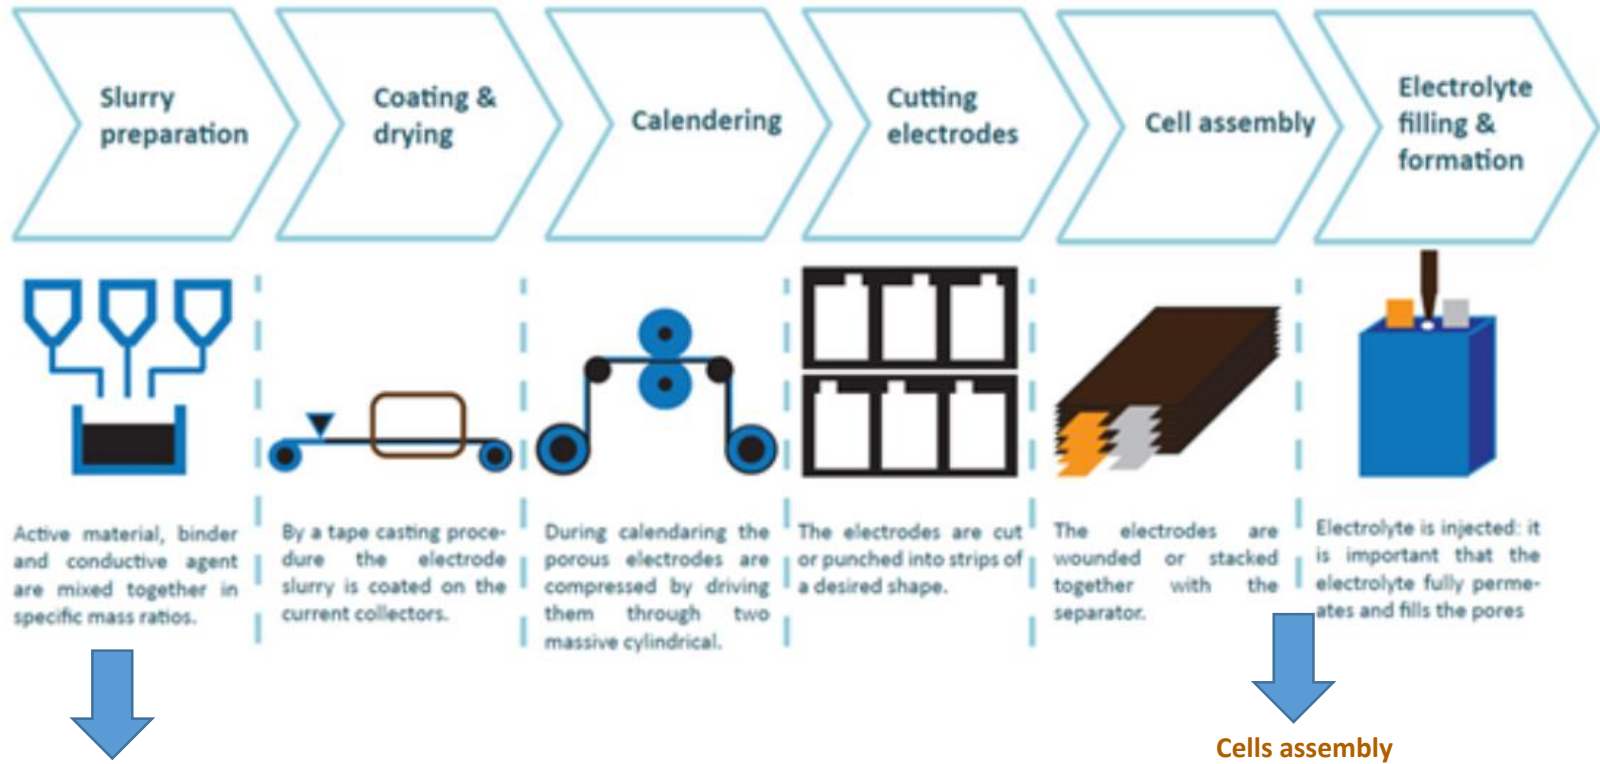 Slurry
preparation
Coating &
drying
Calendering
Cutting
electrodes
Cell assembly
Electrolyte
filling &
formation
Active material, binder
and conductive agent
are mixed together in
specific mass ratios.
By a tape casting proce-
dure the electrode
slurry is coated on the
current collectors.
During calendaring the
porous electrodes are
compressed by driving
them through two
massive cylindrical.
The electrodes are cut
or punched into strips of
a desired shape.
The electrodes are
wounded or stacked
together with the
separator.
Electrolyte is injected: it
is important that the
electrolyte fully perme-
ates and fills the pores
Cells assembly